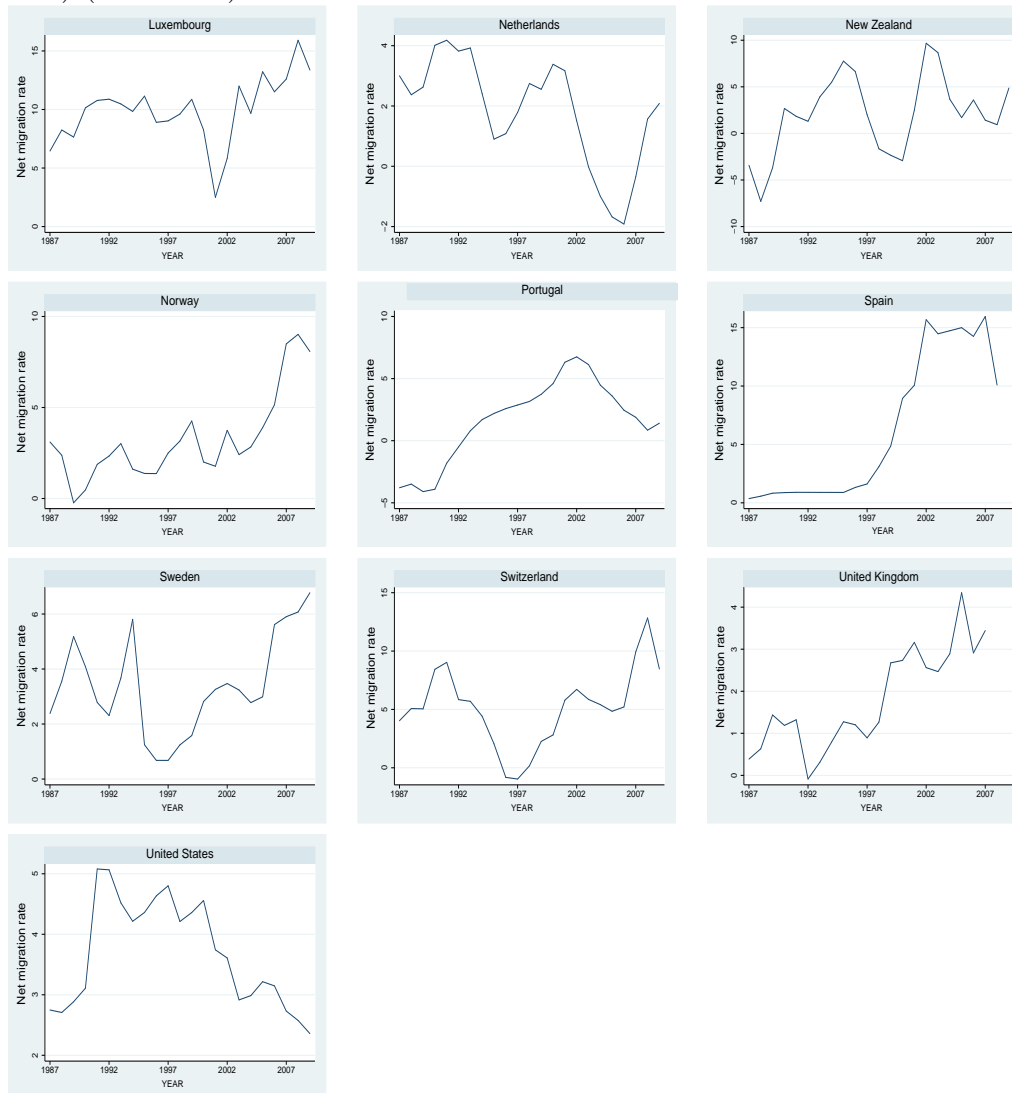 Luxembourg
Net migration rate
15
10
5
0
1987 1992 1997 2002 2007
YEAR
Netherlands
Net migration rate
4
2
0
−2
1987 1992 1997 2002 2007
YEAR
New Zealand
Net migration rate
10
5
0
−5
−10
1987 1992 1997 2002 2007
YEAR
Norway
Net migration rate
10
5
0
1987 1992 1997 2002 2007
YEAR
Portugal
Net migration rate
10
5
0
−5
1987 1992 1997 2002 2007
YEAR
Spain
Net migration rate
15
10
5
0
1987 1992 1997 2002 2007
YEAR
Sweden
Net migration rate
6
4
2
0
1987 1992 1997 2002 2007
YEAR
Switzerland
Net migration rate
15
10
5
0
1987 1992 1997 2002 2007
YEAR
United Kingdom
Net migration rate
4
3
2
1
0
1987 1992 1997 2002 2007
YEAR
United States
Net migration rate
5
4
3
2
1987 1992 1997 2002 2007
YEAR